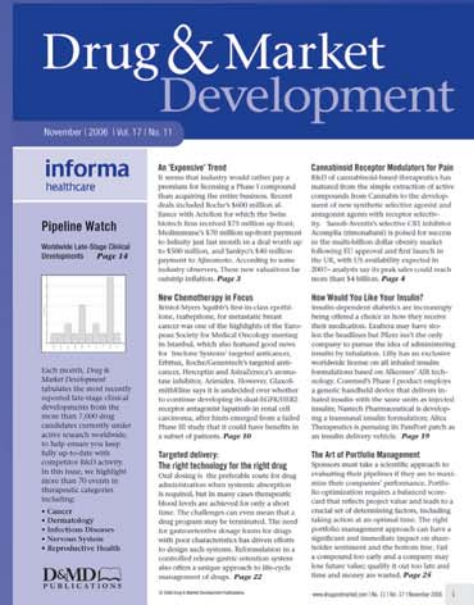 Drug & Market
Development
November | 2006 | Vol. 17 | No. 11
informa
healthcare
Pipeline Watch
Worldwide Late-Stage Clinical
Developments Page 14
Each month, Drug &
Market Development
tabulates the most recently
reported late-stage clinical
developments from the
more than 7,000 drug
candidates currently under
active research worldwide,
to help ensure you keep
fully up-to-date with
competitor R&D activity.
In this issue, we highlight
more than 70 events in
therapeutic categories
including:
• Cancer
• Dermatology
• Infectious Diseases
• Nervous System
• Reproductive Health
D&MD
PUBLICATIONS
An 'Expensive' Trend
It seems that industry would rather pay a
premium for licensing a Phase I compound
than acquiring the entire business. Recent
deals included Roche's $600 million al-
liance with Actelion for which the Swiss
biotech firm received $75 million up-front,
MedImmune's $70 million up-front payment
to Infinity just last month in a deal worth up
to $500 million, and Sankyo's $40 million
payment to Ajinomoto. According to some
industry observers, these new valuations far
outstrip inflation. Page 3
New Chemotherapy in Focus
Bristol-Myers Squibb's first-in-class epothi-
lone, ixabepilone, for metastatic breast
cancer was one of the highlights of the Euro-
pean Society for Medical Oncology meeting
in Istanbul, which also featured good news
for ImClone Systems' targeted anticancer,
Erbitux, Roche/Genentech's targeted anti-
cancer, Herceptin and AstraZeneca's aroma-
tase inhibitor, Arimidex. However, Glaxo-
SmithKline says it is undecided over whether
to continue developing its dual EGFR/HER2
receptor antagonist lapatinib in renal cell
carcinoma, after hints emerged from a failed
Phase III study that it could have benefits in
a subset of patients. Page 10
Targeted delivery:
The right technology for the right drug
Oral dosing is the preferable route for drug
administration when systemic absorption
is required, but in many cases therapeutic
blood levels are achieved for only a short
time. The challenges can even mean that a
drug program may be terminated. The need
for gastroretentive dosage forms for drugs
with poor characteristics has driven efforts
to design such systems. Reformulation in a
controlled release gastric retention system
also offers a unique approach to life-cycle
management of drugs. Page 22
Cannabinoid Receptor Modulators for Pain
R&D of cannabinoid-based therapeutics has
matured from the simple extraction of active
compounds from Cannabis to the develop-
ment of new synthetic selective agonist and
antagonist agents with receptor selectiv-
ity. Sanofi-Aventis's selective CB1 inhibitor
Acomplia (rimonabant) is poised for success
in the multi-billion dollar obesity market
following EU approval and first launch in
the UK, with US availability expected in
2007– analysts say its peak sales could reach
more than $4 billion. Page 4
How Would You Like Your Insulin?
Insulin-dependent diabetics are increasingly
being offered a choice in how they receive
their medication. Exubera may have sto-
len the headlines but Pfizer isn't the only
company to pursue the idea of administering
insulin by inhalation. Lilly has an exclusive
worldwide license on all inhaled insulin
formulations based on Alkermes' AIR tech-
nology. Coremed's Phase I product employs
a generic handheld device that delivers in-
haled insulin with the same units as injected
insulin; Nastech Pharmaceutical is develop-
ing a transnasal insulin formulation; Altea
Therapeutics is pursuing its PassPort patch as
an insulin delivery vehicle. Page 19
The Art of Portfolio Management
Sponsors must take a scientific approach to
evaluating their pipelines if they are to maxi-
mize their companies' performance. Portfo-
lio optimization requires a balanced score-
card that reflects project value and leads to a
crucial set of determining factors, including
taking action at an optimal time. The right
portfolio management approach can have a
significant and immediate impact on share-
holder sentiment and the bottom line. Fail
a compound too early and a company may
lose future value; qualify it out too late and
time and money are wasted. Page 25
© 2006 Drug & Market Development Publications.